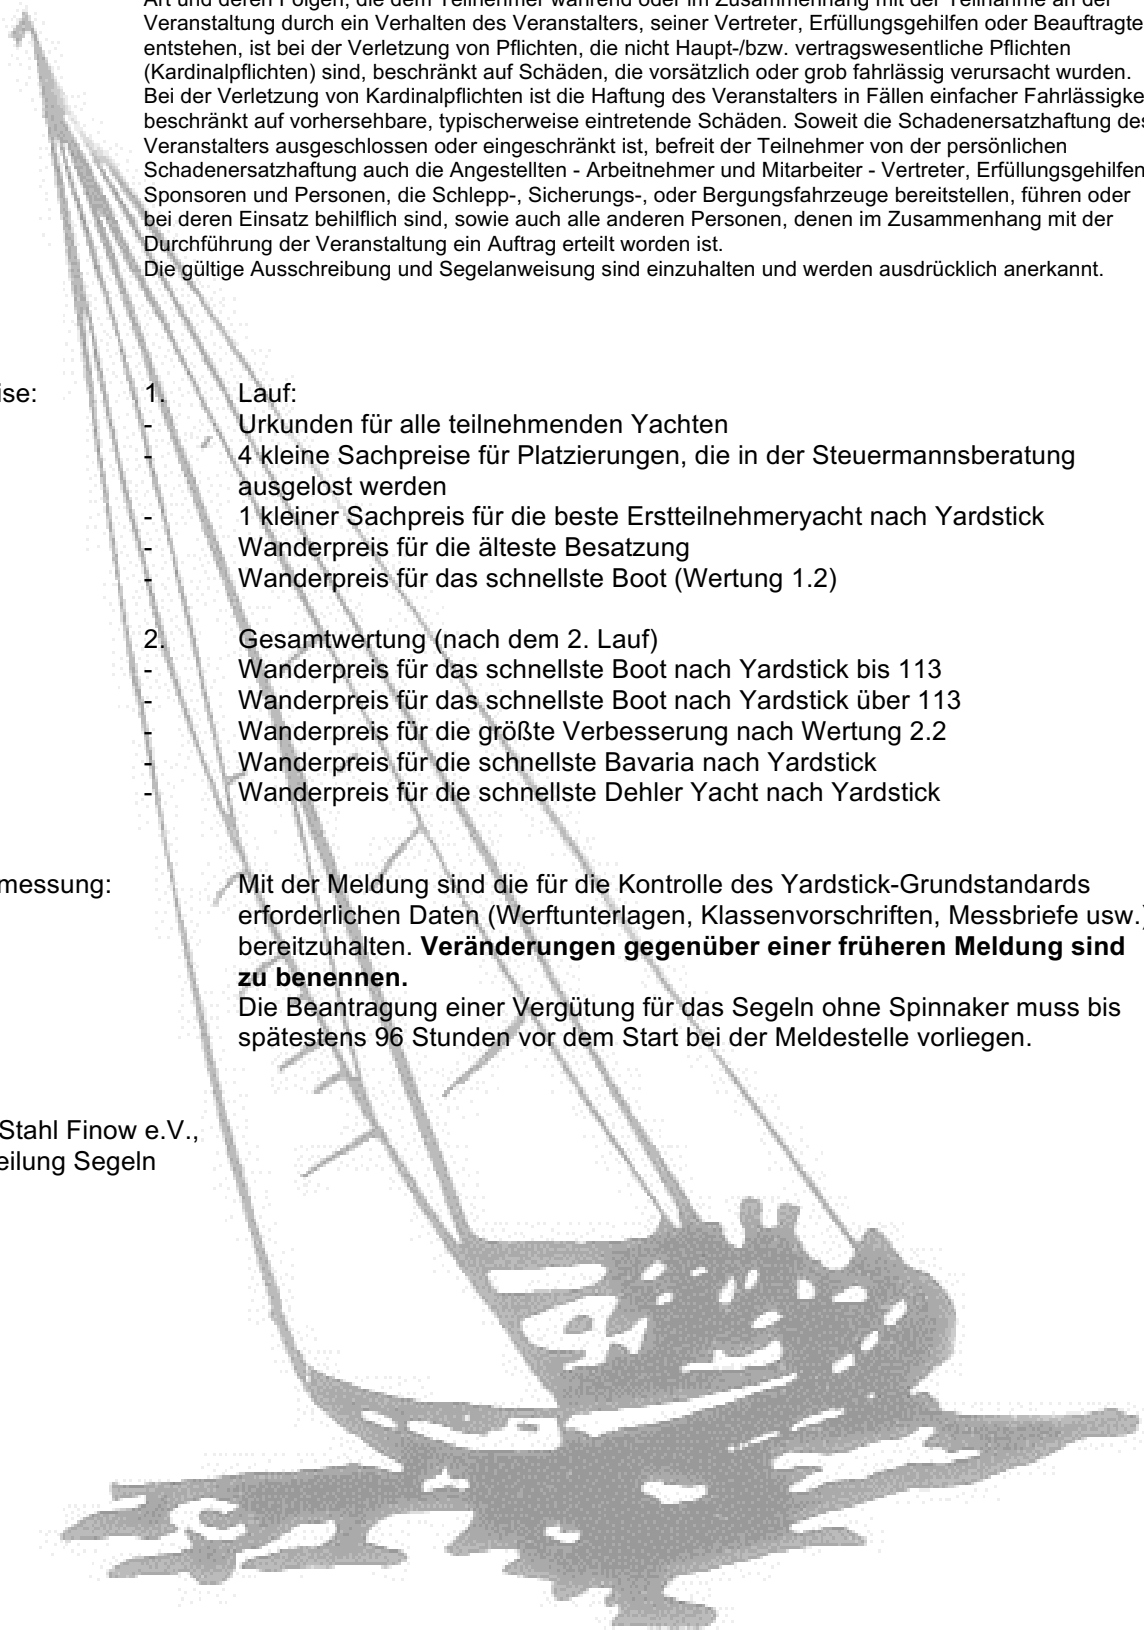 Art und deren Folgen, die dem Teilnehmer während oder im Zusammenhang mit der Teilnahme an der
Veranstaltung durch ein Verhalten des Veranstalters, seiner Vertreter, Erfüllungsgehilfen oder Beauftragte
entstehen, ist bei der Verletzung von Pflichten, die nicht Haupt-/bzw. vertragswesentliche Pflichten
(Kardinalpflichten) sind, beschränkt auf Schäden, die vorsätzlich oder grob fahrlässig verursacht wurden.
Bei der Verletzung von Kardinalpflichten ist die Haftung des Veranstalters in Fällen einfacher Fahrlässigke
beschränkt auf vorhersehbare, typischerweise eintretende Schäden. Soweit die Schadenersatzhaftung des
Veranstalters ausgeschlossen oder eingeschränkt ist, befreit der Teilnehmer von der persönlichen
Schadenersatzhaftung auch die Angestellten - Arbeitnehmer und Mitarbeiter - Vertreter, Erfüllungsgehilfen
Sponsoren und Personen, die Schlepp-, Sicherungs-, oder Bergungsfahrzeuge bereitstellen, führen oder
bei deren Einsatz behilflich sind, sowie auch alle anderen Personen, denen im Zusammenhang mit der
Durchführung der Veranstaltung ein Auftrag erteilt worden ist.
Die gültige Ausschreibung und Segelanweisung sind einzuhalten und werden ausdrücklich anerkannt.
ise: 1. Lauf:
- Urkunden für alle teilnehmenden Yachten
- 4 kleine Sachpreise für Platzierungen, die in der Steuermannsberatung
ausgelost werden
- 1 kleiner Sachpreis für die beste Erstteilnehmeryacht nach Yardstick
- Wanderpreis für die älteste Besatzung
- Wanderpreis für das schnellste Boot (Wertung 1.2)
2. Gesamtwertung (nach dem 2. Lauf)
- Wanderpreis für das schnellste Boot nach Yardstick bis 113
- Wanderpreis für das schnellste Boot nach Yardstick über 113
- Wanderpreis für die größte Verbesserung nach Wertung 2.2
- Wanderpreis für die schnellste Bavaria nach Yardstick
- Wanderpreis für die schnellste Dehler Yacht nach Yardstick
messung: Mit der Meldung sind die für die Kontrolle des Yardstick-Grundstandards
erforderlichen Daten (Werftunterlagen, Klassenvorschriften, Messbriefe usw.)
bereitzuhalten. Veränderungen gegenüber einer früheren Meldung sind
zu benennen.
Die Beantragung einer Vergütung für das Segeln ohne Spinnaker muss bis
spätestens 96 Stunden vor dem Start bei der Meldestelle vorliegen.
Stahl Finow e.V.,
eilung Segeln